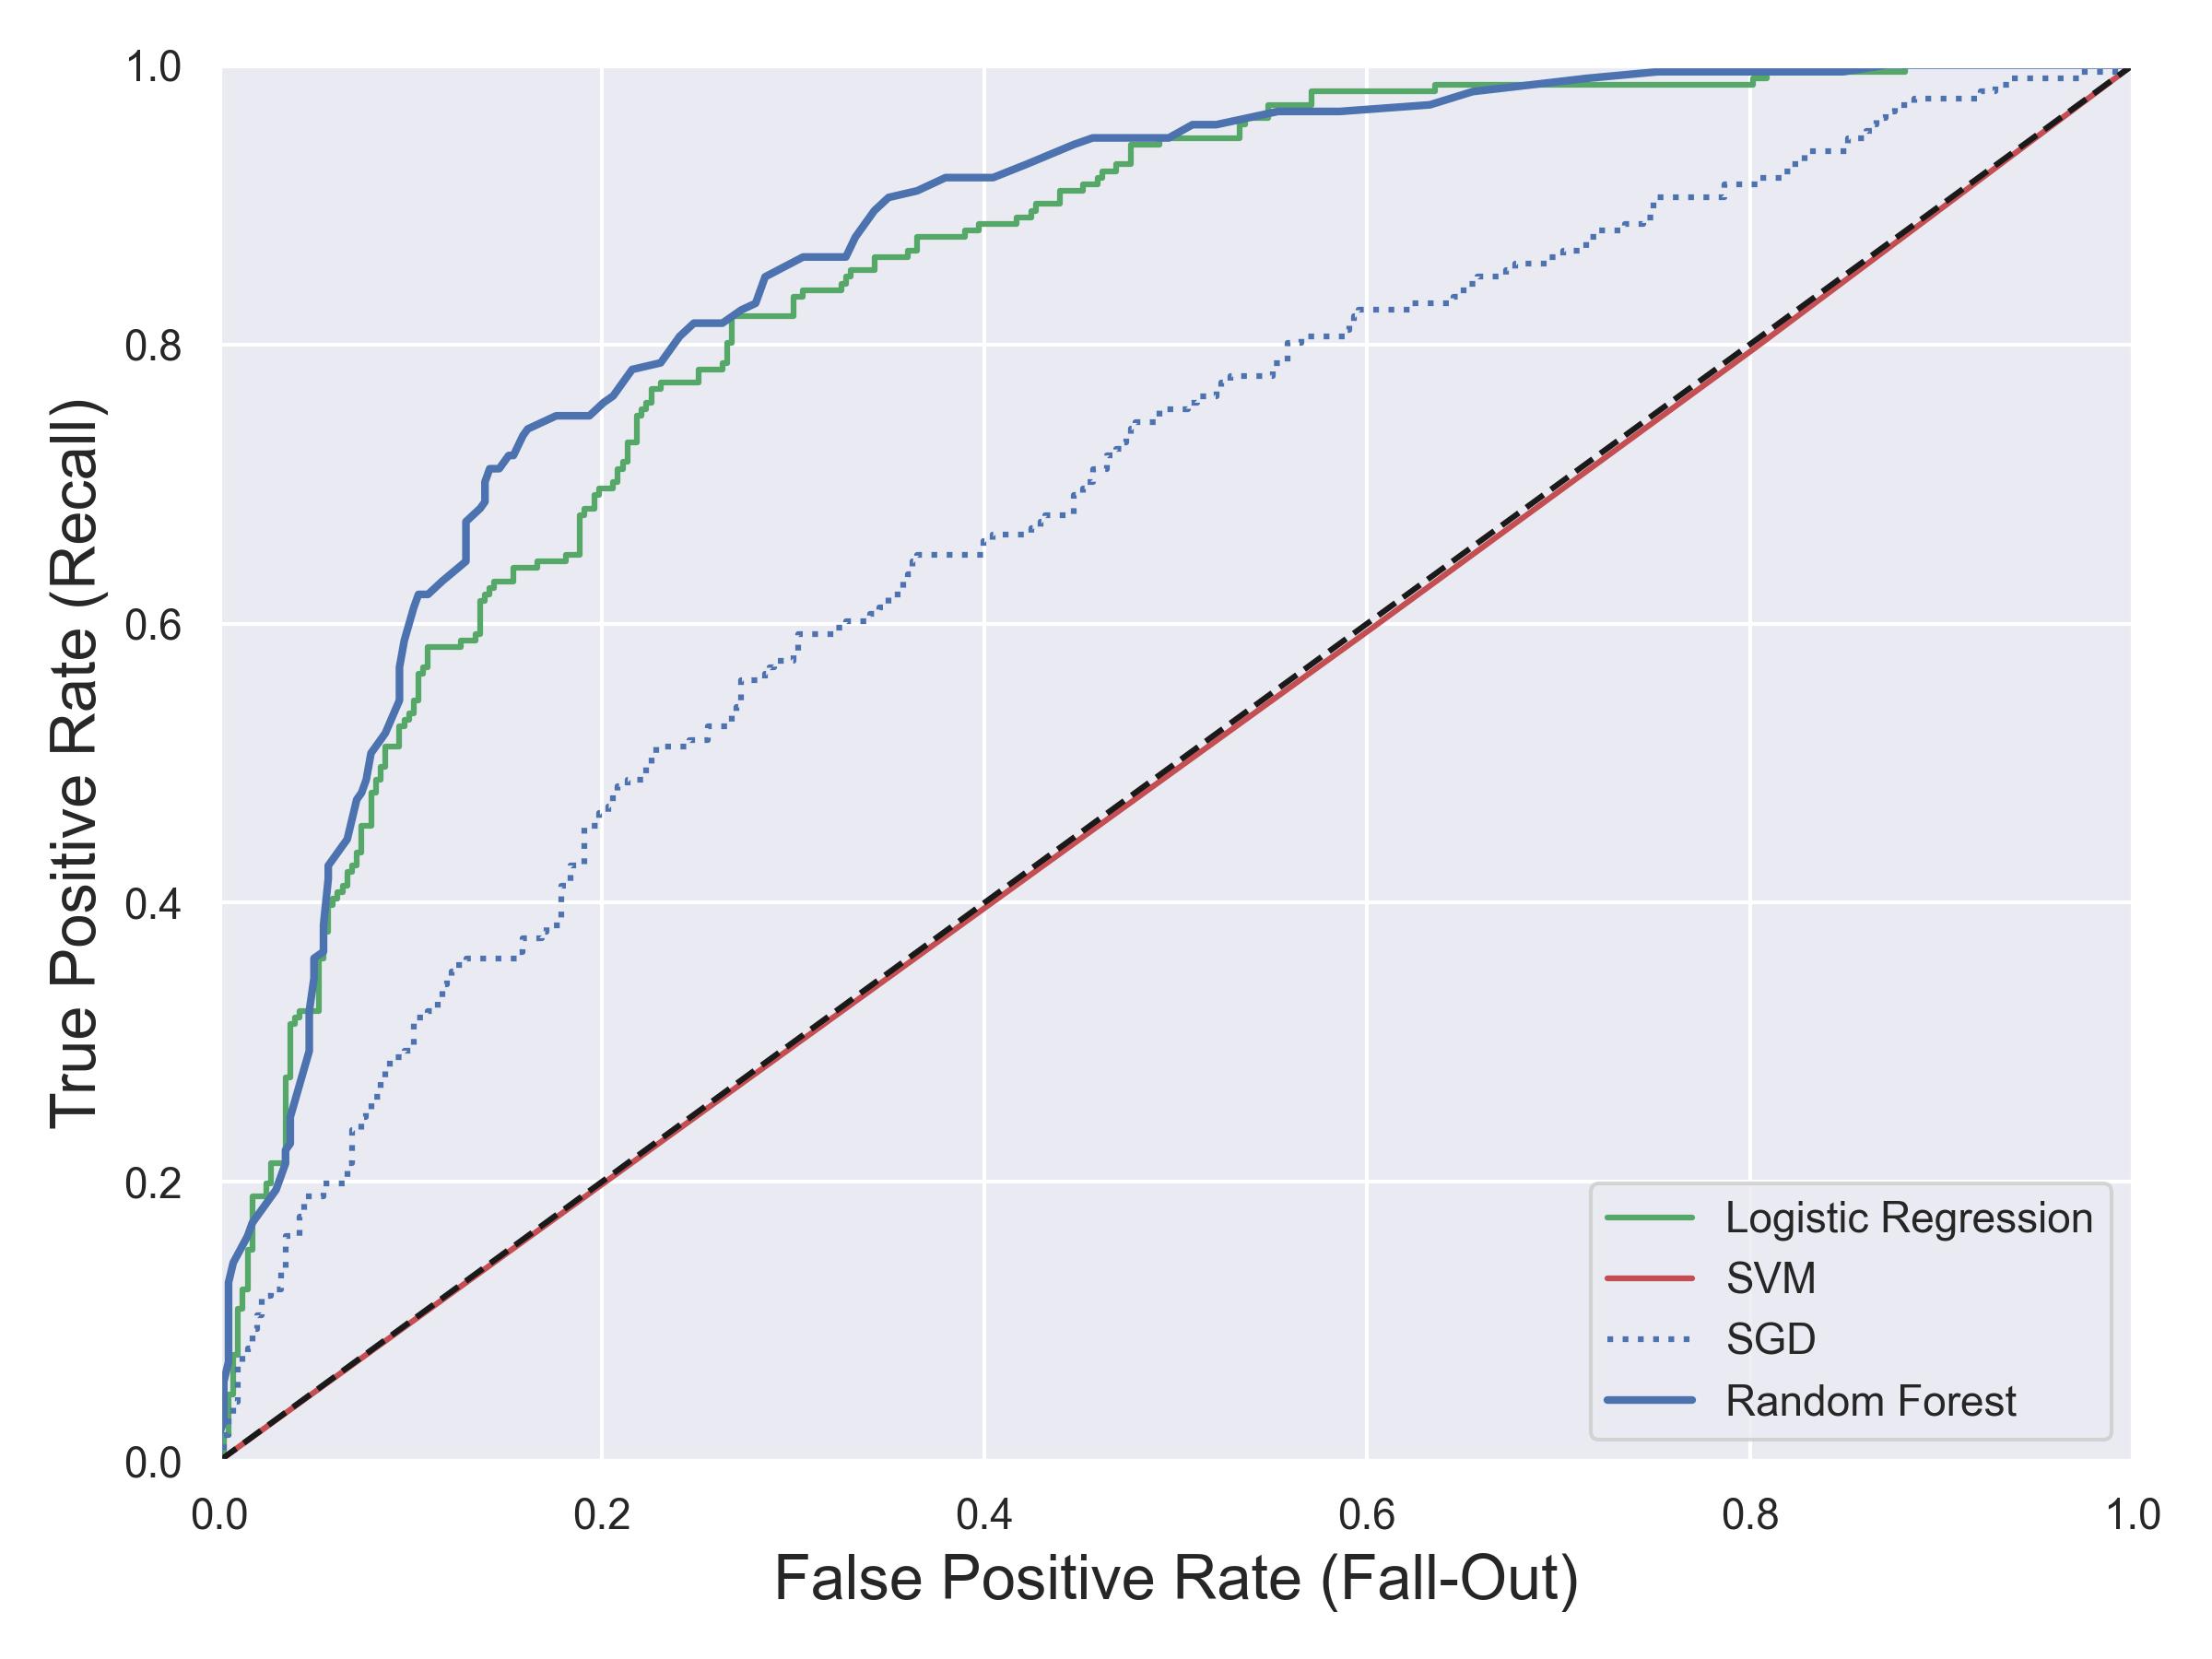 1.0
0.8
0.6
0.4
0.2
0.0
True Positive Rate (Recall)
0.0 0.2 0.4 0.6 0.8 1.0
False Positive Rate (Fall-Out)
Logistic Regression
SVM
SGD
Random Forest